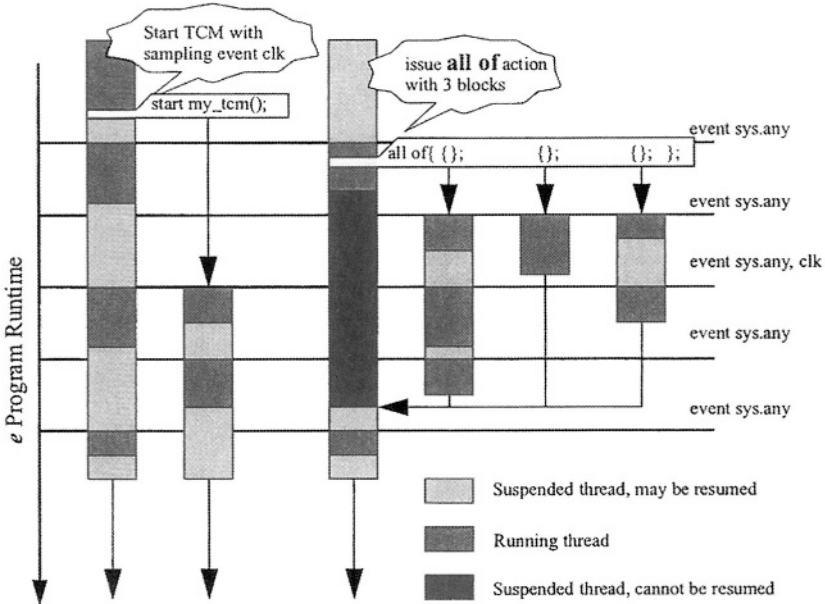 Start TCM with
sampling event clk
issue all of action
with 3 blocks
start my_tcm();
event sys.any
all of{ {}; {}; {}; };
event sys.any
event sys.any, clk
event sys.any
event sys.any
e Program Runtime
Suspended thread, may be resumed
Running thread
Suspended thread, cannot be resumed